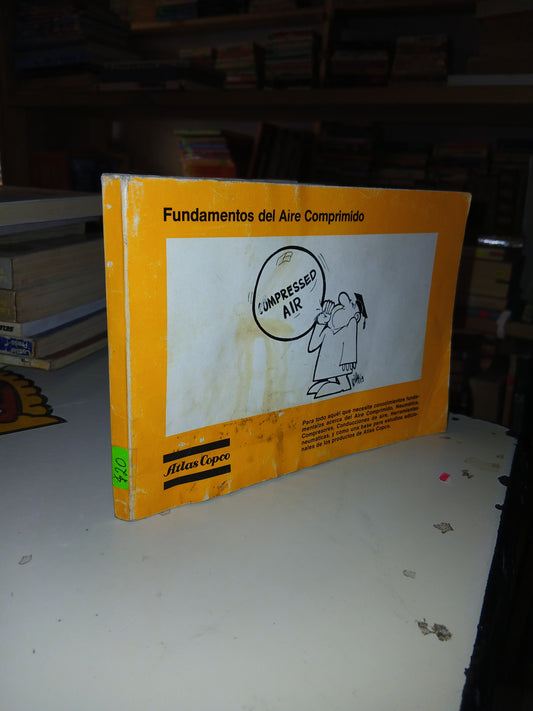 Fundamentos del Aire Comprimido
COMPRESSED
AIR
Para todo aquél que necesite conocimientos funda-
mentales acerca del Aire Comprimido, Neumática,
Compresores, Conducciones de aire, herramientas
neumáticas, y como una base para estudios adicio-
nales de los productos de Atlas Copco.
Atlas Copco
420